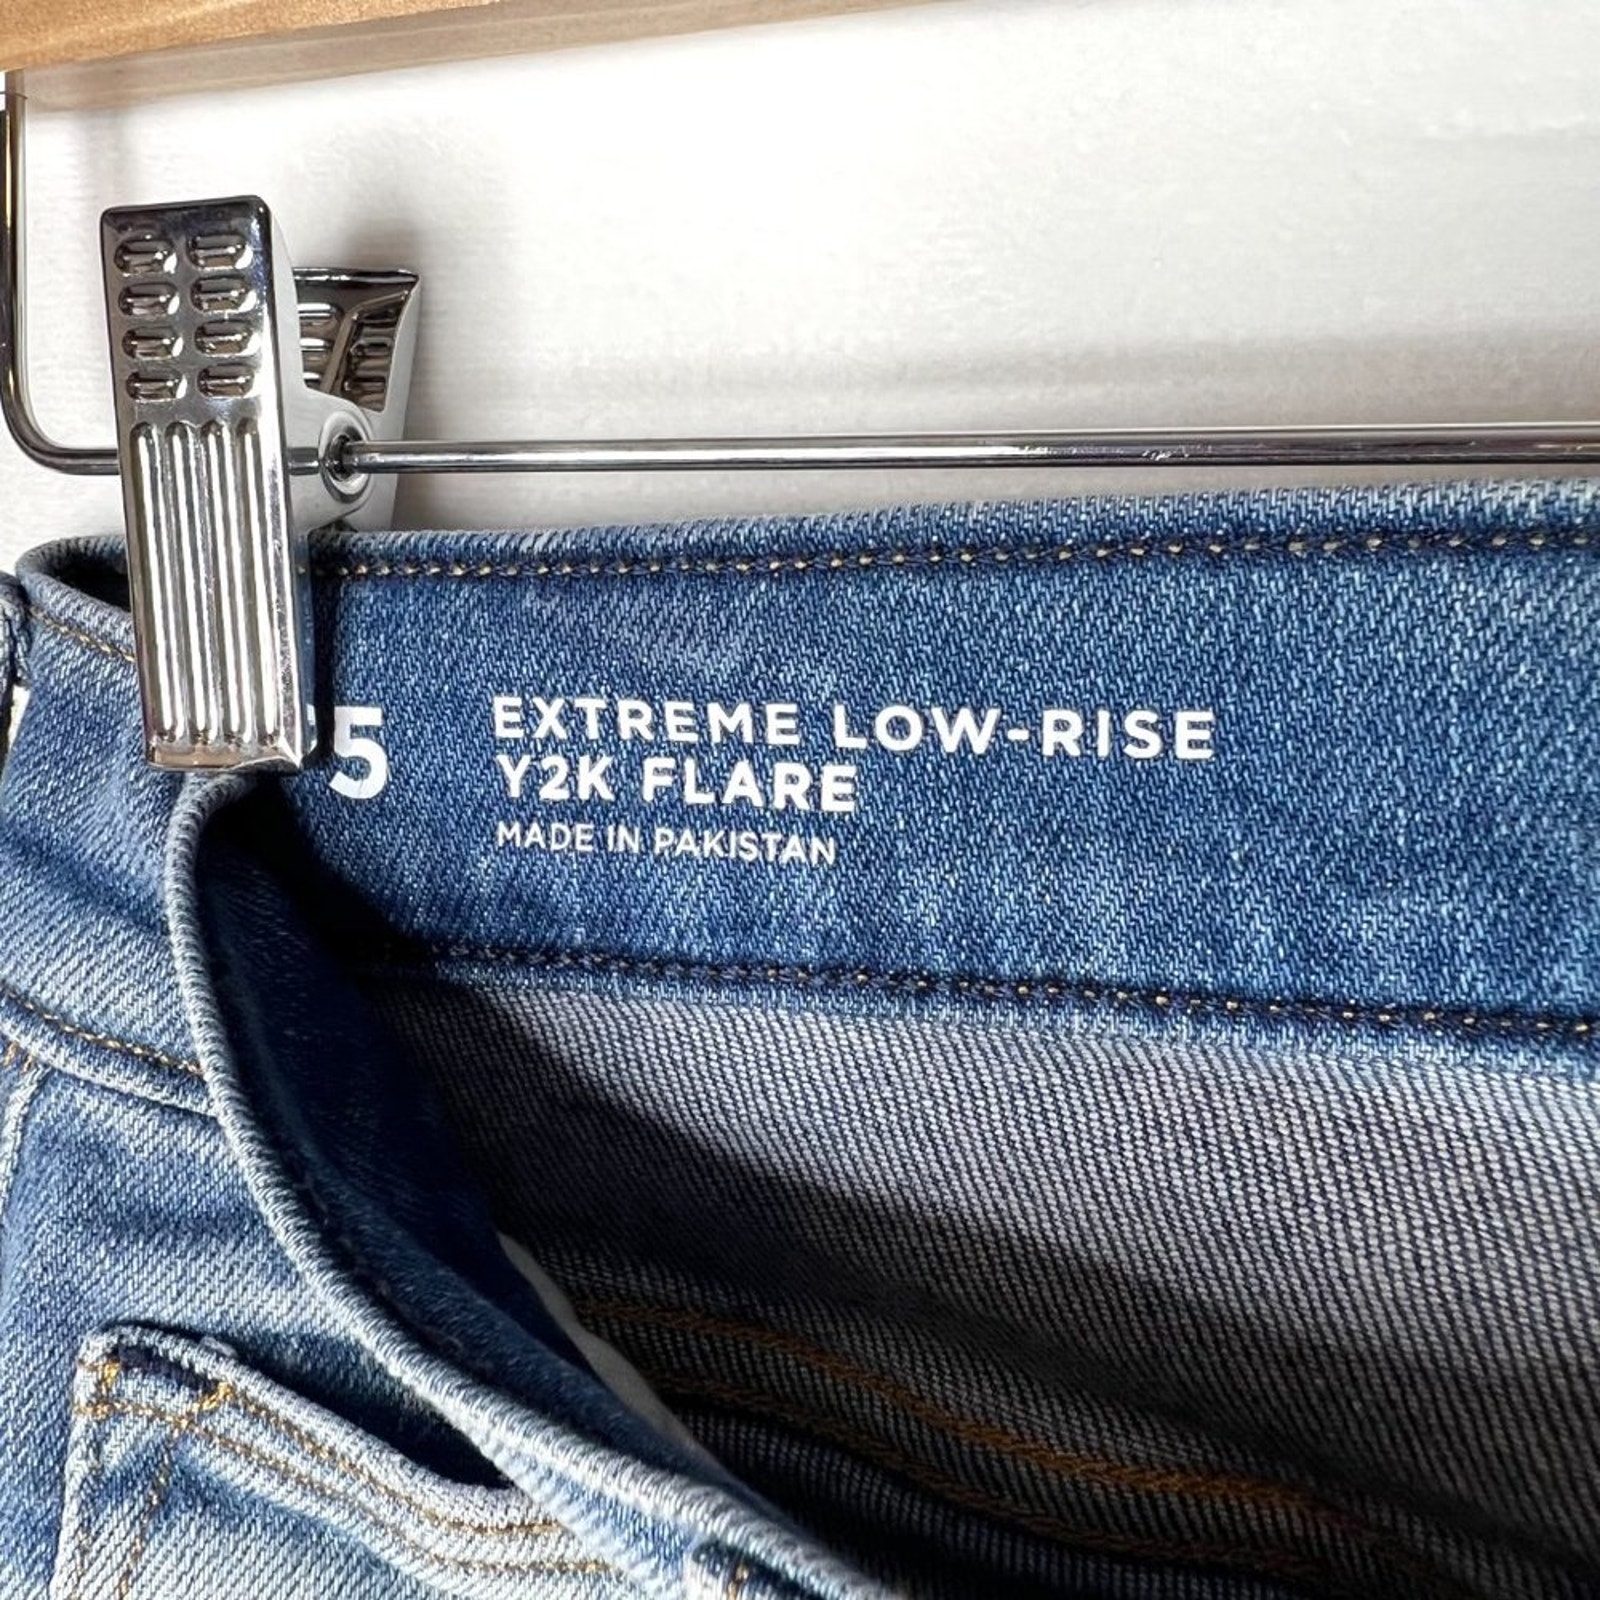 5
EXTREME LOW-RISE
Y2K FLARE
MADE IN PAKISTAN